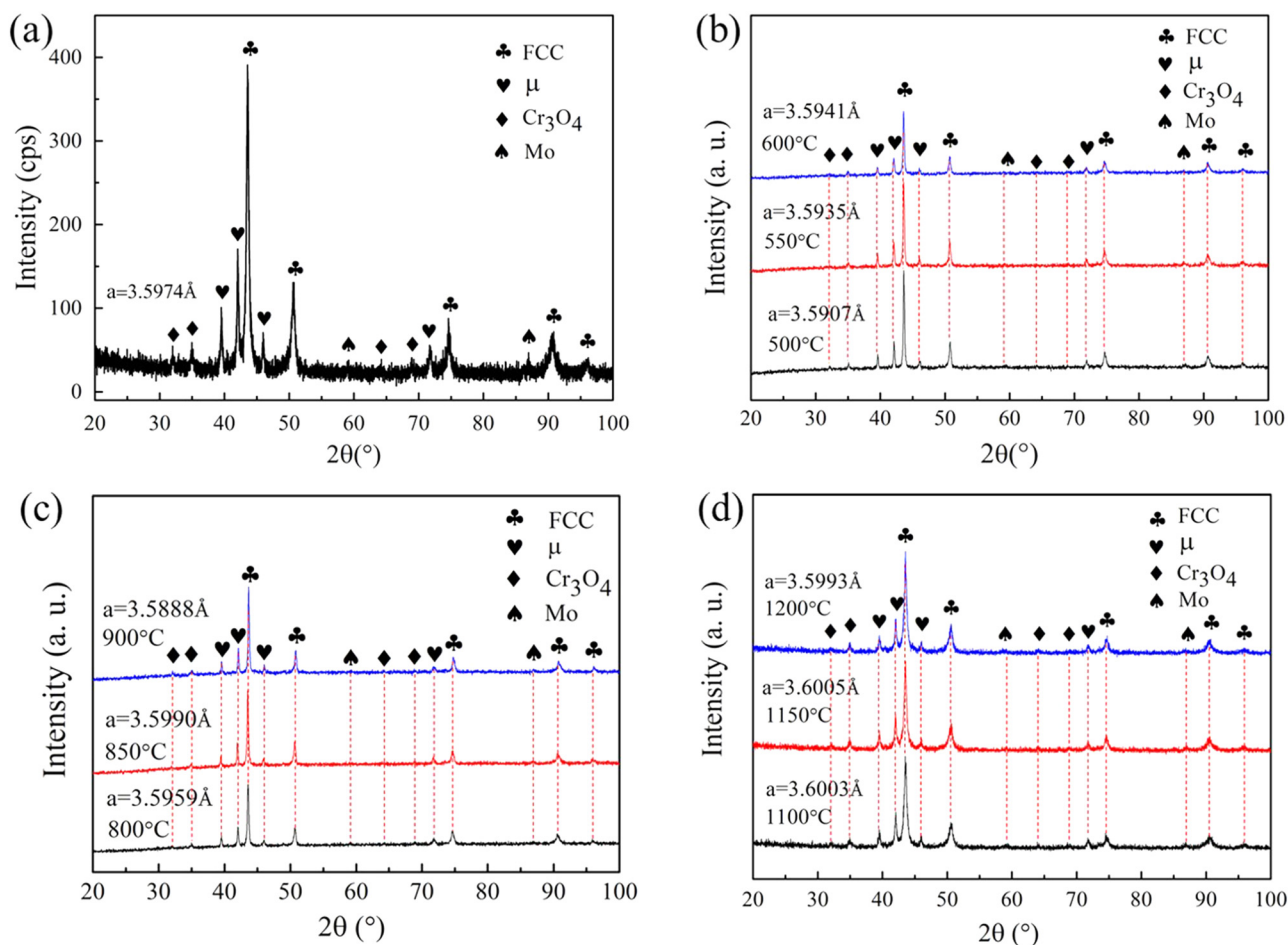 (a)
400
300
200
100
0
Intensity (cps)
♣ FCC
♥ μ
♦ Cr₃O₄
♠ Mo
a=3.5974Å
20 30 40 50 60 70 80 90 100
2θ(°)
(b)
Intensity (a. u.)
♣ FCC
♥ μ
♦ Cr₃O₄
♠ Mo
a=3.5941Å
600°C
a=3.5935Å
550°C
a=3.5907Å
500°C
20 30 40 50 60 70 80 90 100
2θ(°)
(c)
Intensity (a. u.)
♣ FCC
♥ μ
♦ Cr₃O₄
♠ Mo
a=3.5888Å
900°C
a=3.5990Å
850°C
a=3.5959Å
800°C
20 30 40 50 60 70 80 90 100
2θ (°)
(d)
Intensity (a. u.)
♣ FCC
♥ μ
♦ Cr₃O₄
♠ Mo
a=3.5993Å
1200°C
a=3.6005Å
1150°C
a=3.6003Å
1100°C
20 30 40 50 60 70 80 90 100
2θ (°)